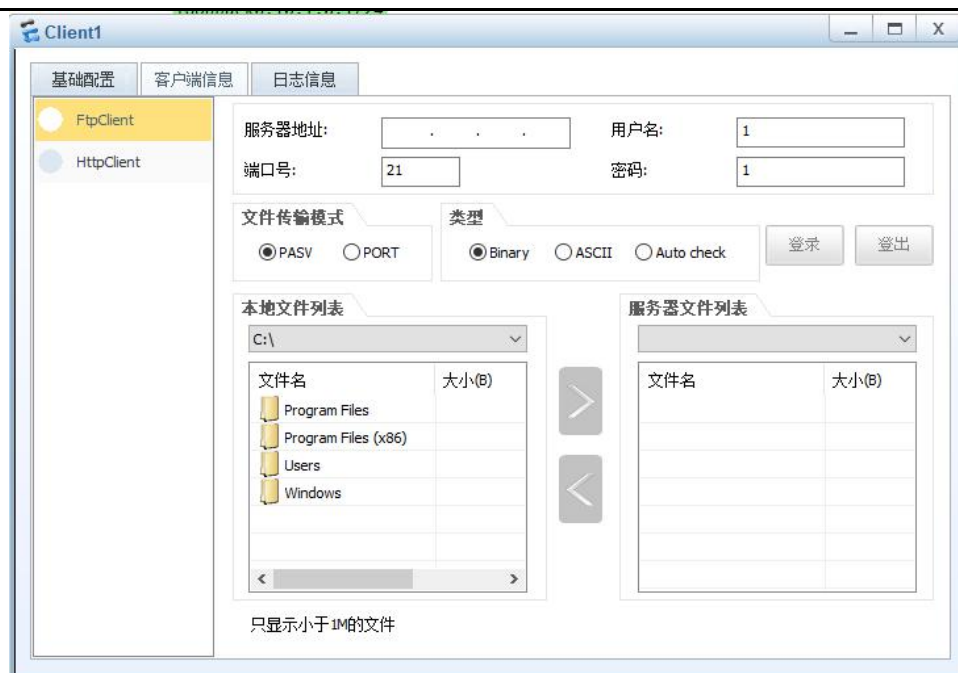 Client1
基础配置 客户端信息 日志信息
FtpClient
HttpClient
服务器地址: . . . 用户名: 1
端口号: 21 密码: 1
文件传输模式 类型
PASV PORT Binary ASCII Auto check 登录 登出
本地文件列表 服务器文件列表
C:\
文件名 大小(B) 文件名 大小(B)
Program Files
Program Files (x86)
Users
Windows
只显示小于1M的文件